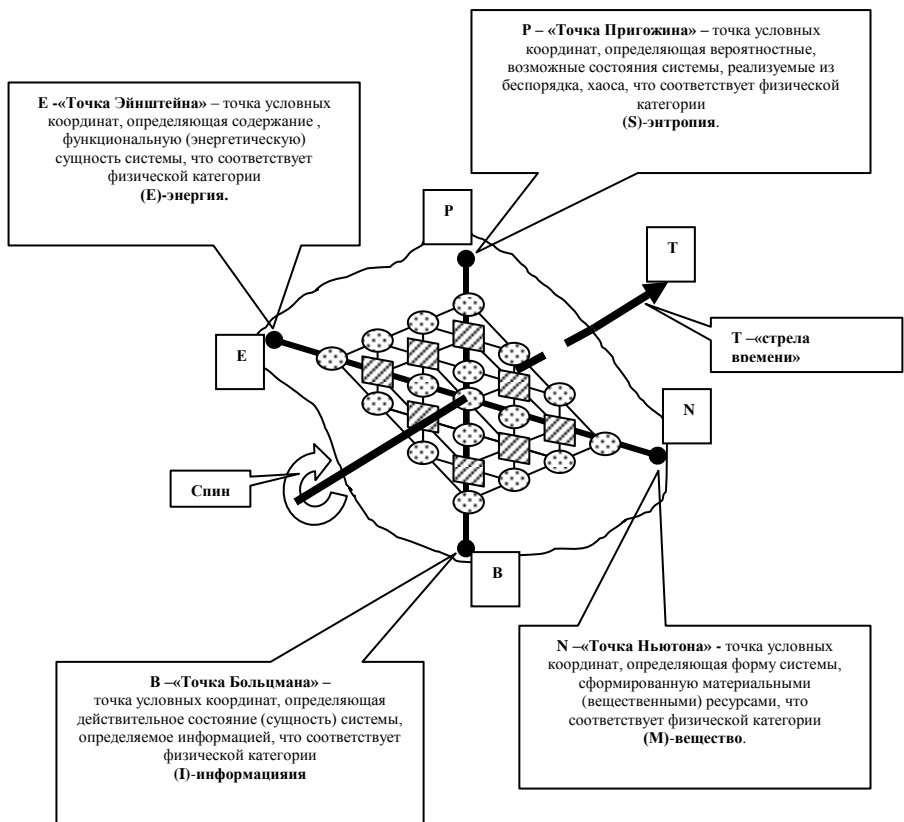 P – «Точка Пригожина» – точка условных
координат, определяющая вероятностные,
возможные состояния системы, реализуемые из
беспорядка, хаоса, что соответствует физической
категории
(S)-энтропия.
E -«Точка Эйнштейна» – точка условных
координат, определяющая содержание ,
функциональную (энергетическую)
сущность системы, что соответствует
физической категории
(E)-энергия.
P
T
T –«стрела
времени»
E
N
Спин
B
N –«Точка Ньютона» - точка условных
координат, определяющая форму системы,
сформированную материальными
(вещественными) ресурсами, что
соответствует физической категории
(M)-вещество.
B –«Точка Больцмана» –
точка условных координат, определяющая
действительное состояние (сущность) системы,
определяемое информацией, что соответствует
физической категории
(I)-информацияия